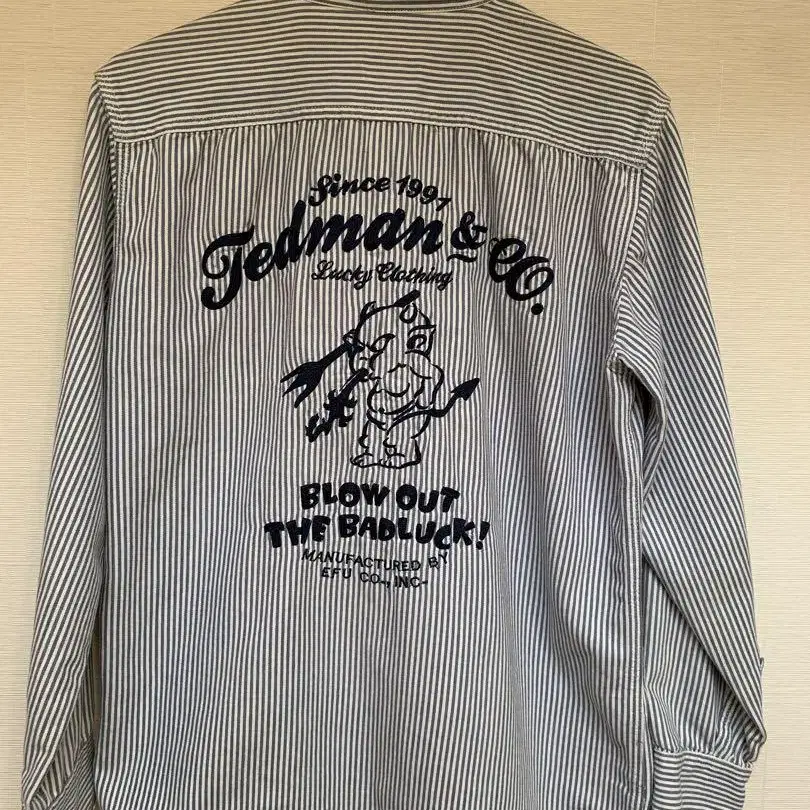 Since 1997
Tedman & CO.
Lucky Clothing
BLOW OUT
THE BADLUCK!
MANUFACTURED BY
EFU CO., INC-